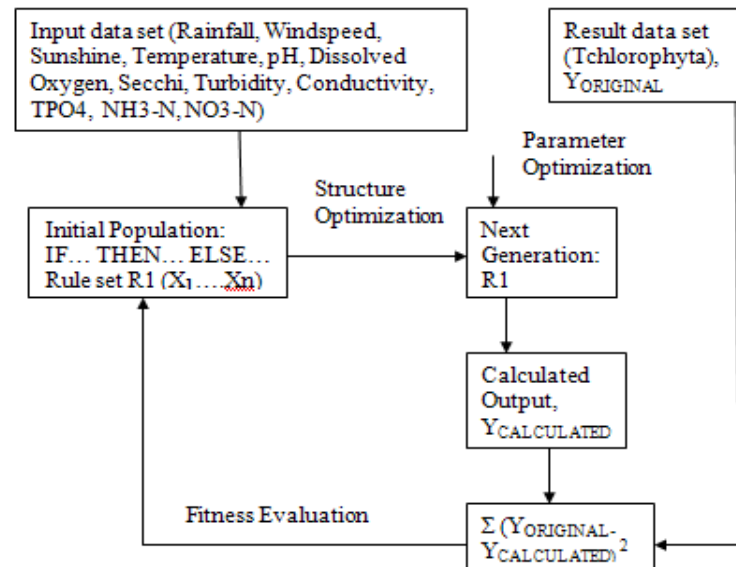 Input data set (Rainfall, Windspeed,
Sunshine, Temperature, pH, Dissolved
Oxygen, Secchi, Turbidity, Conductivity,
TPO4, NH3-N, NO3-N)
Result data set
(Tchlorophyta),
YORIGINAL
Parameter
Optimization
Structure
Optimization
Initial Population:
IF… THEN… ELSE…
Rule set R1 (X1….Xn)
Next
Generation:
R1
Calculated
Output,
YCALCULATED
Fitness Evaluation
Σ (YORIGINAL-
YCALCULATED)²